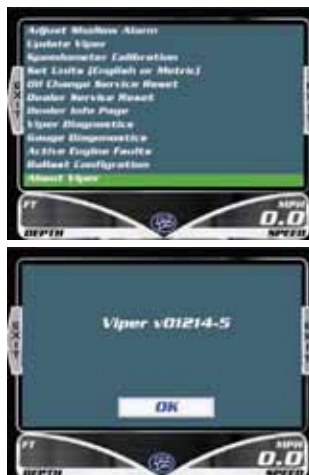 Adjust Shallow Alarm
Update Viper
Speedometer Calibration
Set Units (English or Metric)
Oil Change Service Reset
Dealer Service Reset
Dealer Info Page
Viper Diagnostics
Gauge Diagnostics
Active Engine Faults
Ballast Configration
About Viper
EXIT
FT
MPH
0.0
DEPTH
SPEED
Viper v01214-5
OK
EXIT
EXIT
FT
MPH
0.0
DEPTH
SPEED